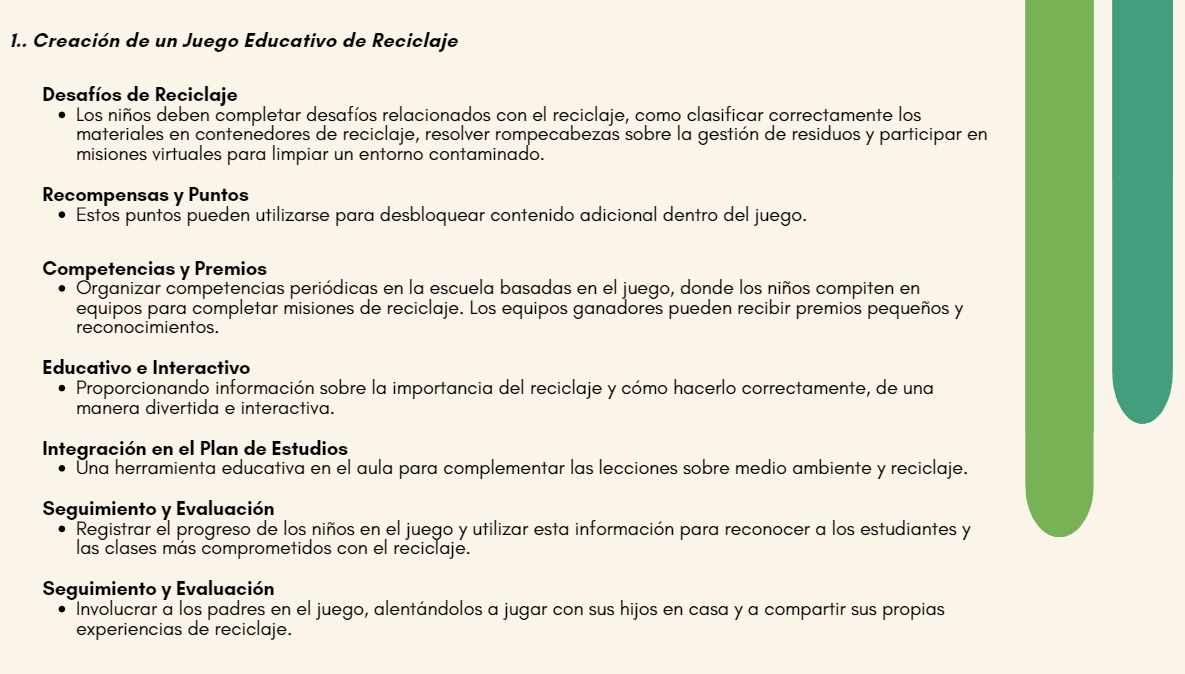 1.. Creación de un Juego Educativo de Reciclaje
Desafíos de Reciclaje
• Los niños deben completar desafíos relacionados con el reciclaje, como clasificar correctamente los
materiales en contenedores de reciclaje, resolver rompecabezas sobre la gestión de residuos y participar en
misiones virtuales para limpiar un entorno contaminado.
Recompensas y Puntos
• Estos puntos pueden utilizarse para desbloquear contenido adicional dentro del juego.
Competencias y Premios
• Organizar competencias periódicas en la escuela basadas en el juego, donde los niños compiten en
equipos para completar misiones de reciclaje. Los equipos ganadores pueden recibir premios pequeños y
reconocimientos.
Educativo e Interactivo
• Proporcionando información sobre la importancia del reciclaje y cómo hacerlo correctamente, de una
manera divertida e interactiva.
Integración en el Plan de Estudios
• Una herramienta educativa en el aula para complementar las lecciones sobre medio ambiente y reciclaje.
Seguimiento y Evaluación
• Registrar el progreso de los niños en el juego y utilizar esta información para reconocer a los estudiantes y
las clases más comprometidos con el reciclaje.
Seguimiento y Evaluación
• Involucrar a los padres en el juego, alentándolos a jugar con sus hijos en casa y a compartir sus propias
experiencias de reciclaje.